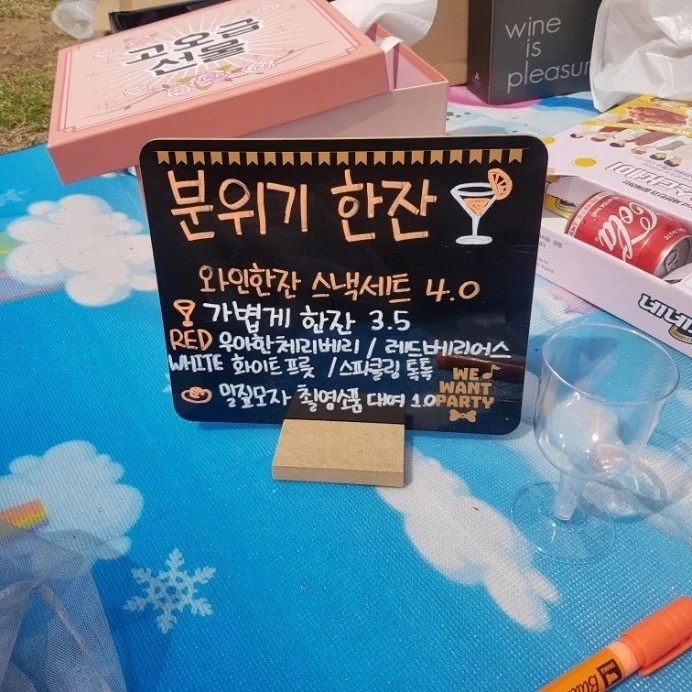 고오급
선물
wine
is
pleasur
Cola
네네
분위기 한잔
와인한잔 스낵세트 4.0
가볍게 한잔 3.5
RED 우아한체리베리 / 레드베리어스
WHITE 화이트프룻 / 스파클링 톡톡
밀짚모자 촬영소품 대여 1.0
WE
WANT
PARTY